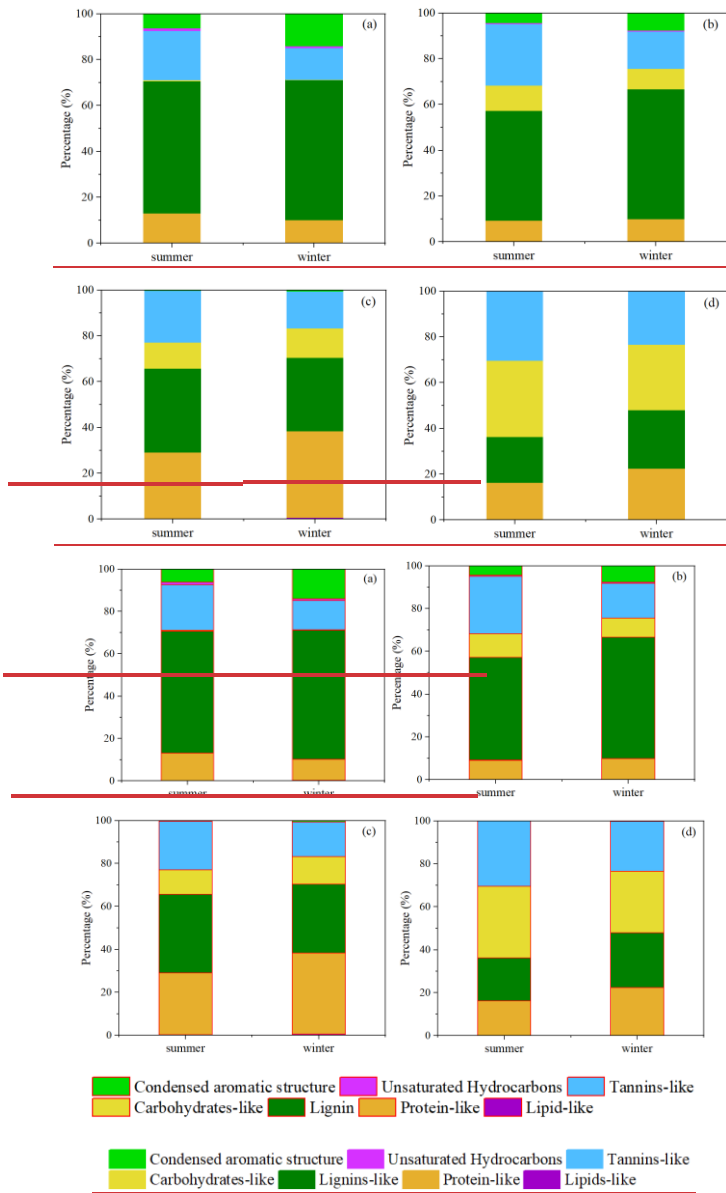 100 (a) 100 (b)
80 80
60 60
40 40
20 20
0 0
Percentage (%) Percentage (%)
summer winter summer winter
100 (c) 100 (d)
80 80
60 60
40 40
20 20
0 0
Percentage (%) Percentage (%)
summer winter summer winter
100 (a) 100 (b)
80 80
60 60
40 40
20 20
0 0
Percentage (%) Percentage (%)
summer winter summer winter
100 (c) 100 (d)
80 80
60 60
40 40
20 20
0 0
Percentage (%) Percentage (%)
summer winter summer winter
Condensed aromatic structure Unsaturated Hydrocarbons Tannins-like
Carbohydrates-like Lignin Protein-like Lipid-like
Condensed aromatic structure Unsaturated Hydrocarbons Tannins-like
Carbohydrates-like Lignins-like Protein-like Lipids-like